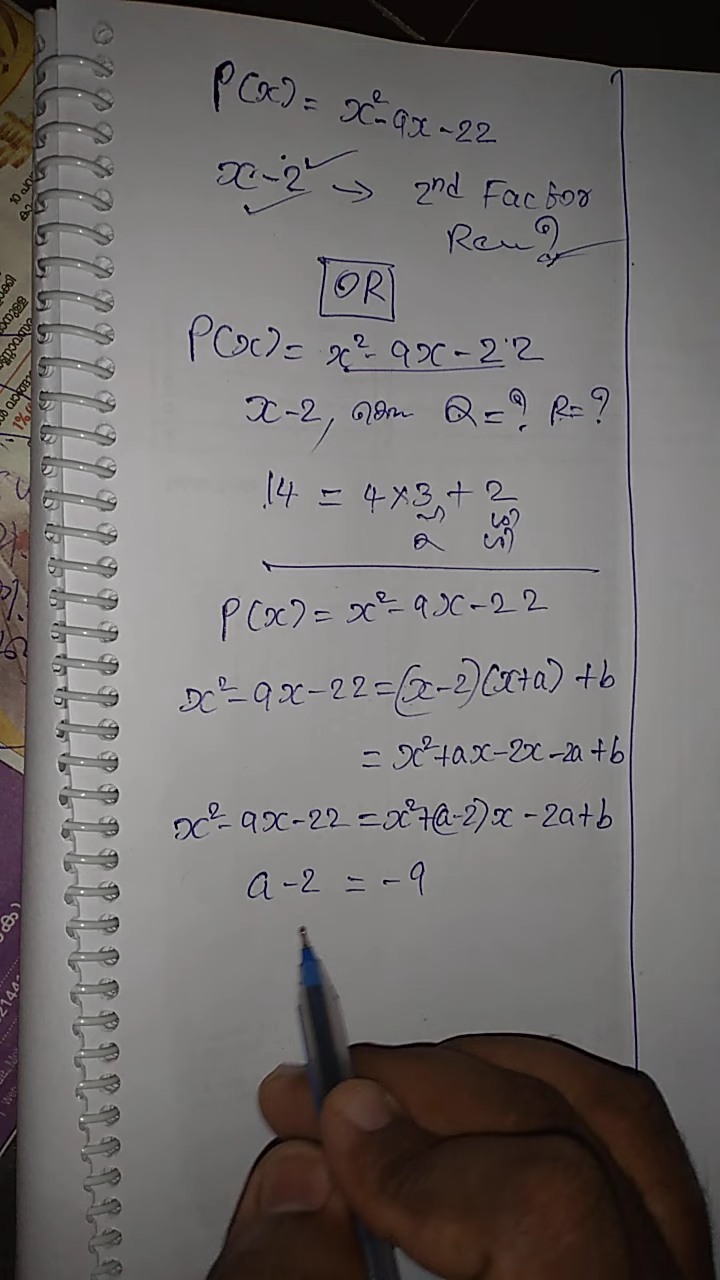 P(x) = x²-9x-22
x-2 → 2nd Factor
Rem?
OR
P(x) = x²-9x-22
x-2, Q=? R=?
14 = 4×3+2
Q
P(x) = x²-9x-22
x²-9x-22=(x-2)(x+a)+b
= x²+ax-2x-2a+b
x²-9x-22=x²+(a-2)x-2a+b
a-2 = -9